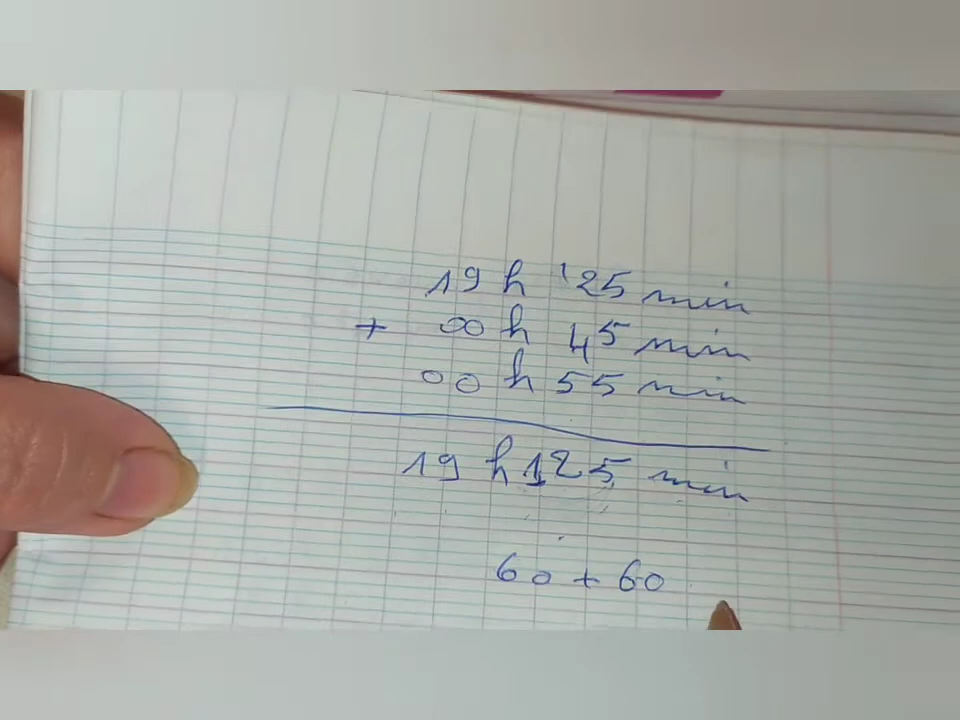 19 h 125 min
+ 00 h 45 min
00 h 55 min
19 h 125 min
60 + 60